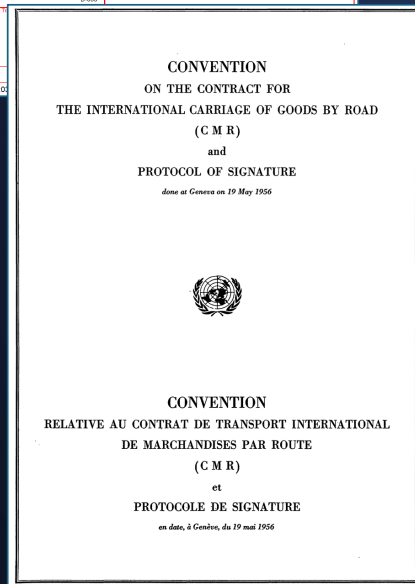 CONVENTION
ON THE CONTRACT FOR
THE INTERNATIONAL CARRIAGE OF GOODS BY ROAD
(C M R)
and
PROTOCOL OF SIGNATURE
done at Geneva on 19 May 1956
CONVENTION
RELATIVE AU CONTRAT DE TRANSPORT INTERNATIONAL
DE MARCHANDISES PAR ROUTE
(C M R)
et
PROTOCOLE DE SIGNATURE
en date, à Genève, du 19 mai 1956